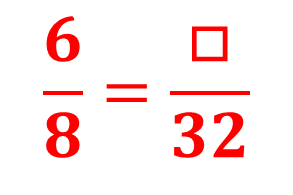 6/8 = □/32